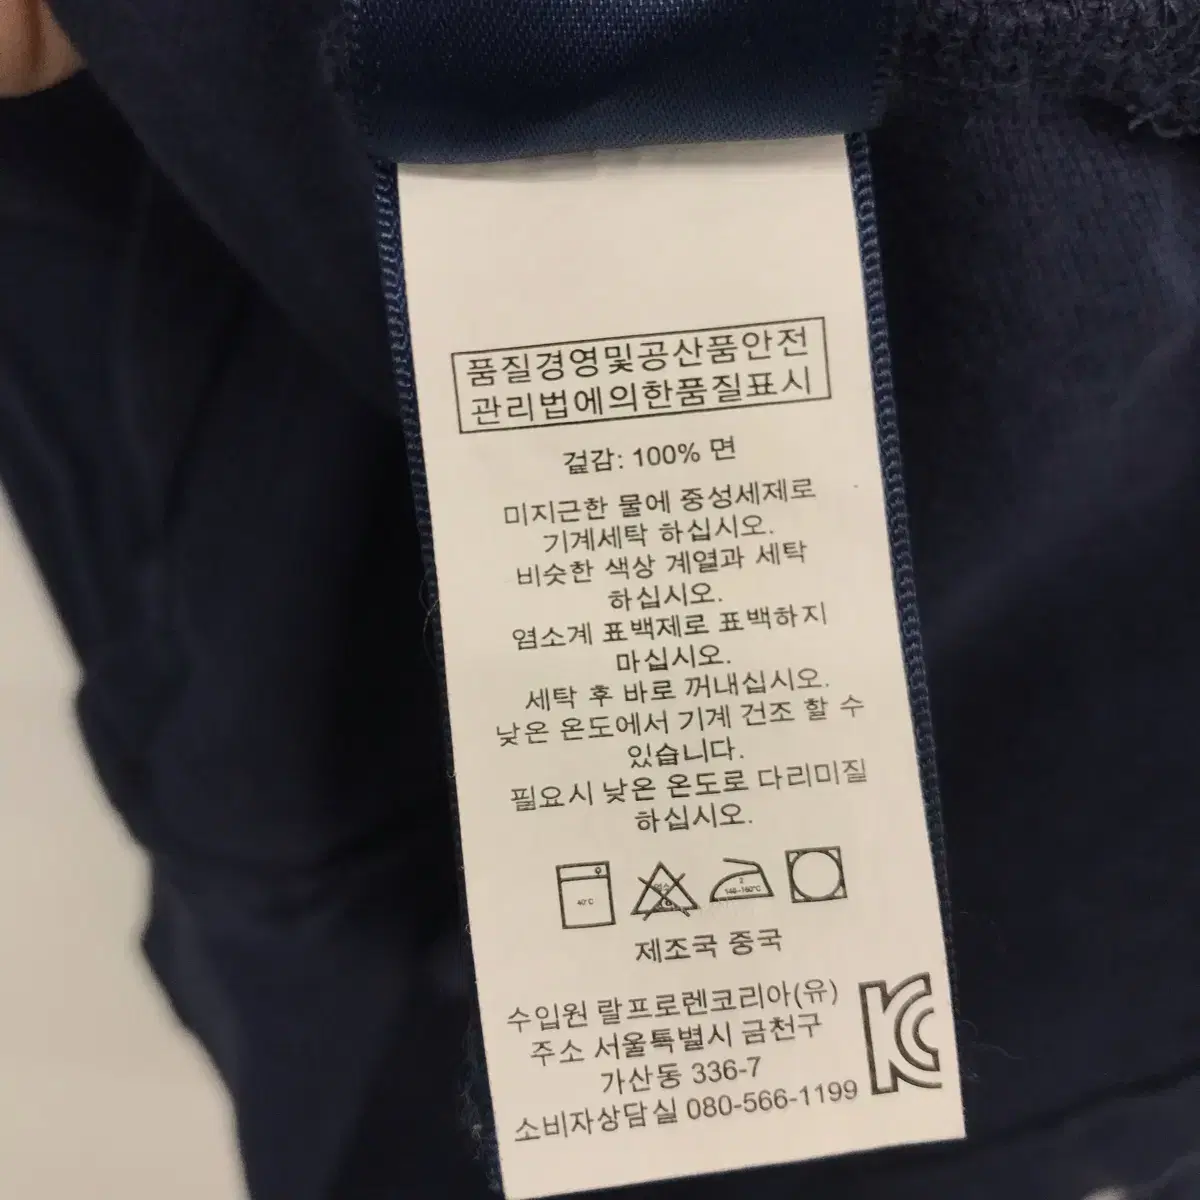 품질경영및공산품안전
관리법에의한품질표시
겉감: 100% 면
미지근한 물에 중성세제로
기계세탁 하십시오.
비슷한 색상 계열과 세탁
하십시오.
염소계 표백제로 표백하지
마십시오.
세탁 후 바로 꺼내십시오.
낮은 온도에서 기계 건조 할 수
있습니다.
필요시 낮은 온도로 다리미질
하십시오.
40°C
2
140~160°C
제조국 중국
수입원 랄프로렌코리아(유)
주소 서울특별시 금천구
가산동 336-7
소비자상담실 080-566-1199
KC